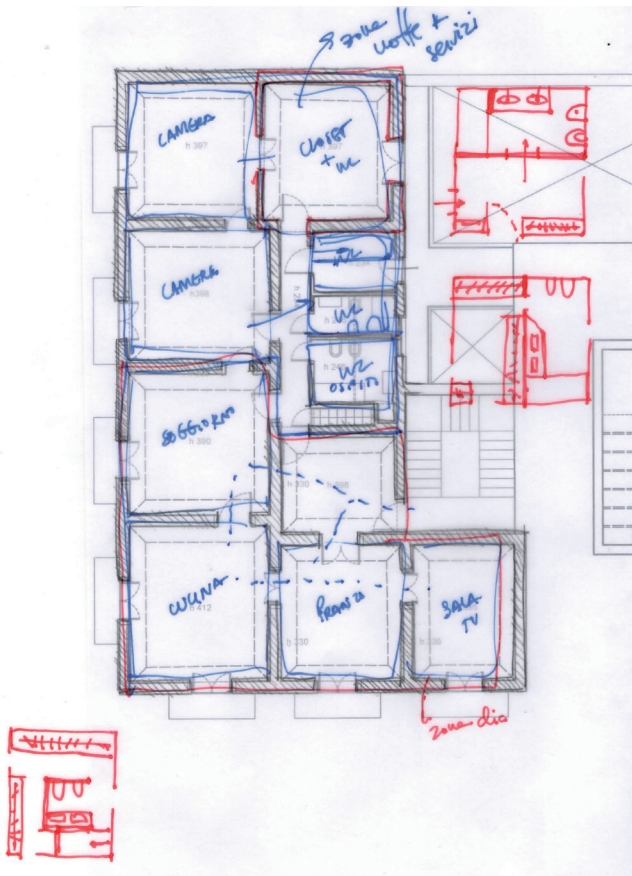 zona
notte +
servizi
CAMERA
h 397
CLOSET
+ WC
CAMERA
h398
WC
WC
WC
OSPITI
SOGGIORNO
h 390
CUCINA
h 412
PRANZO
h 330
SALA
TV
zona